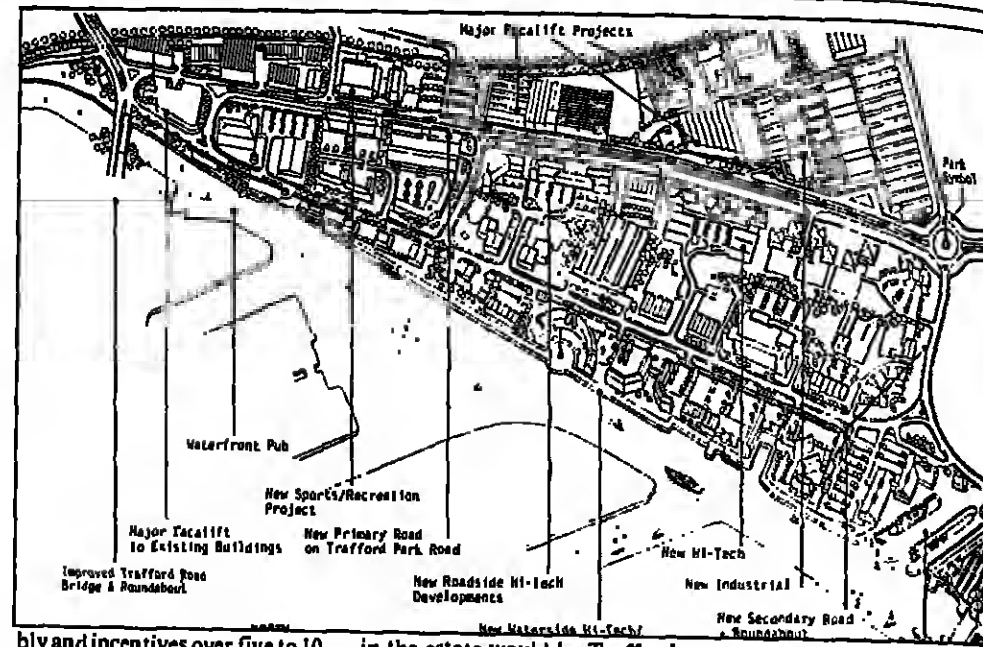 Major Facelift Projects
Park
Symbol
Waterfront Pub
New Sports/Recreation
Project
Major Facelift
to Existing Buildings
New Primary Road
on Trafford Park Road
Improved Trafford Road
Bridge & Roundabout
New Roadside Hi-Tech
Developments
New Hi-Tech
New Industrial
New Secondary Road
& Roundabout
New Waterside Hi-Tech/
bly and incentives over five to 10
in the estate would be Trafford